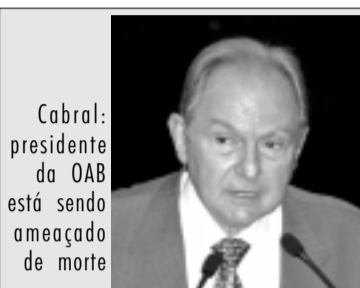 Cabral:
presidente
da OAB
está sendo
ameaçado
de morte